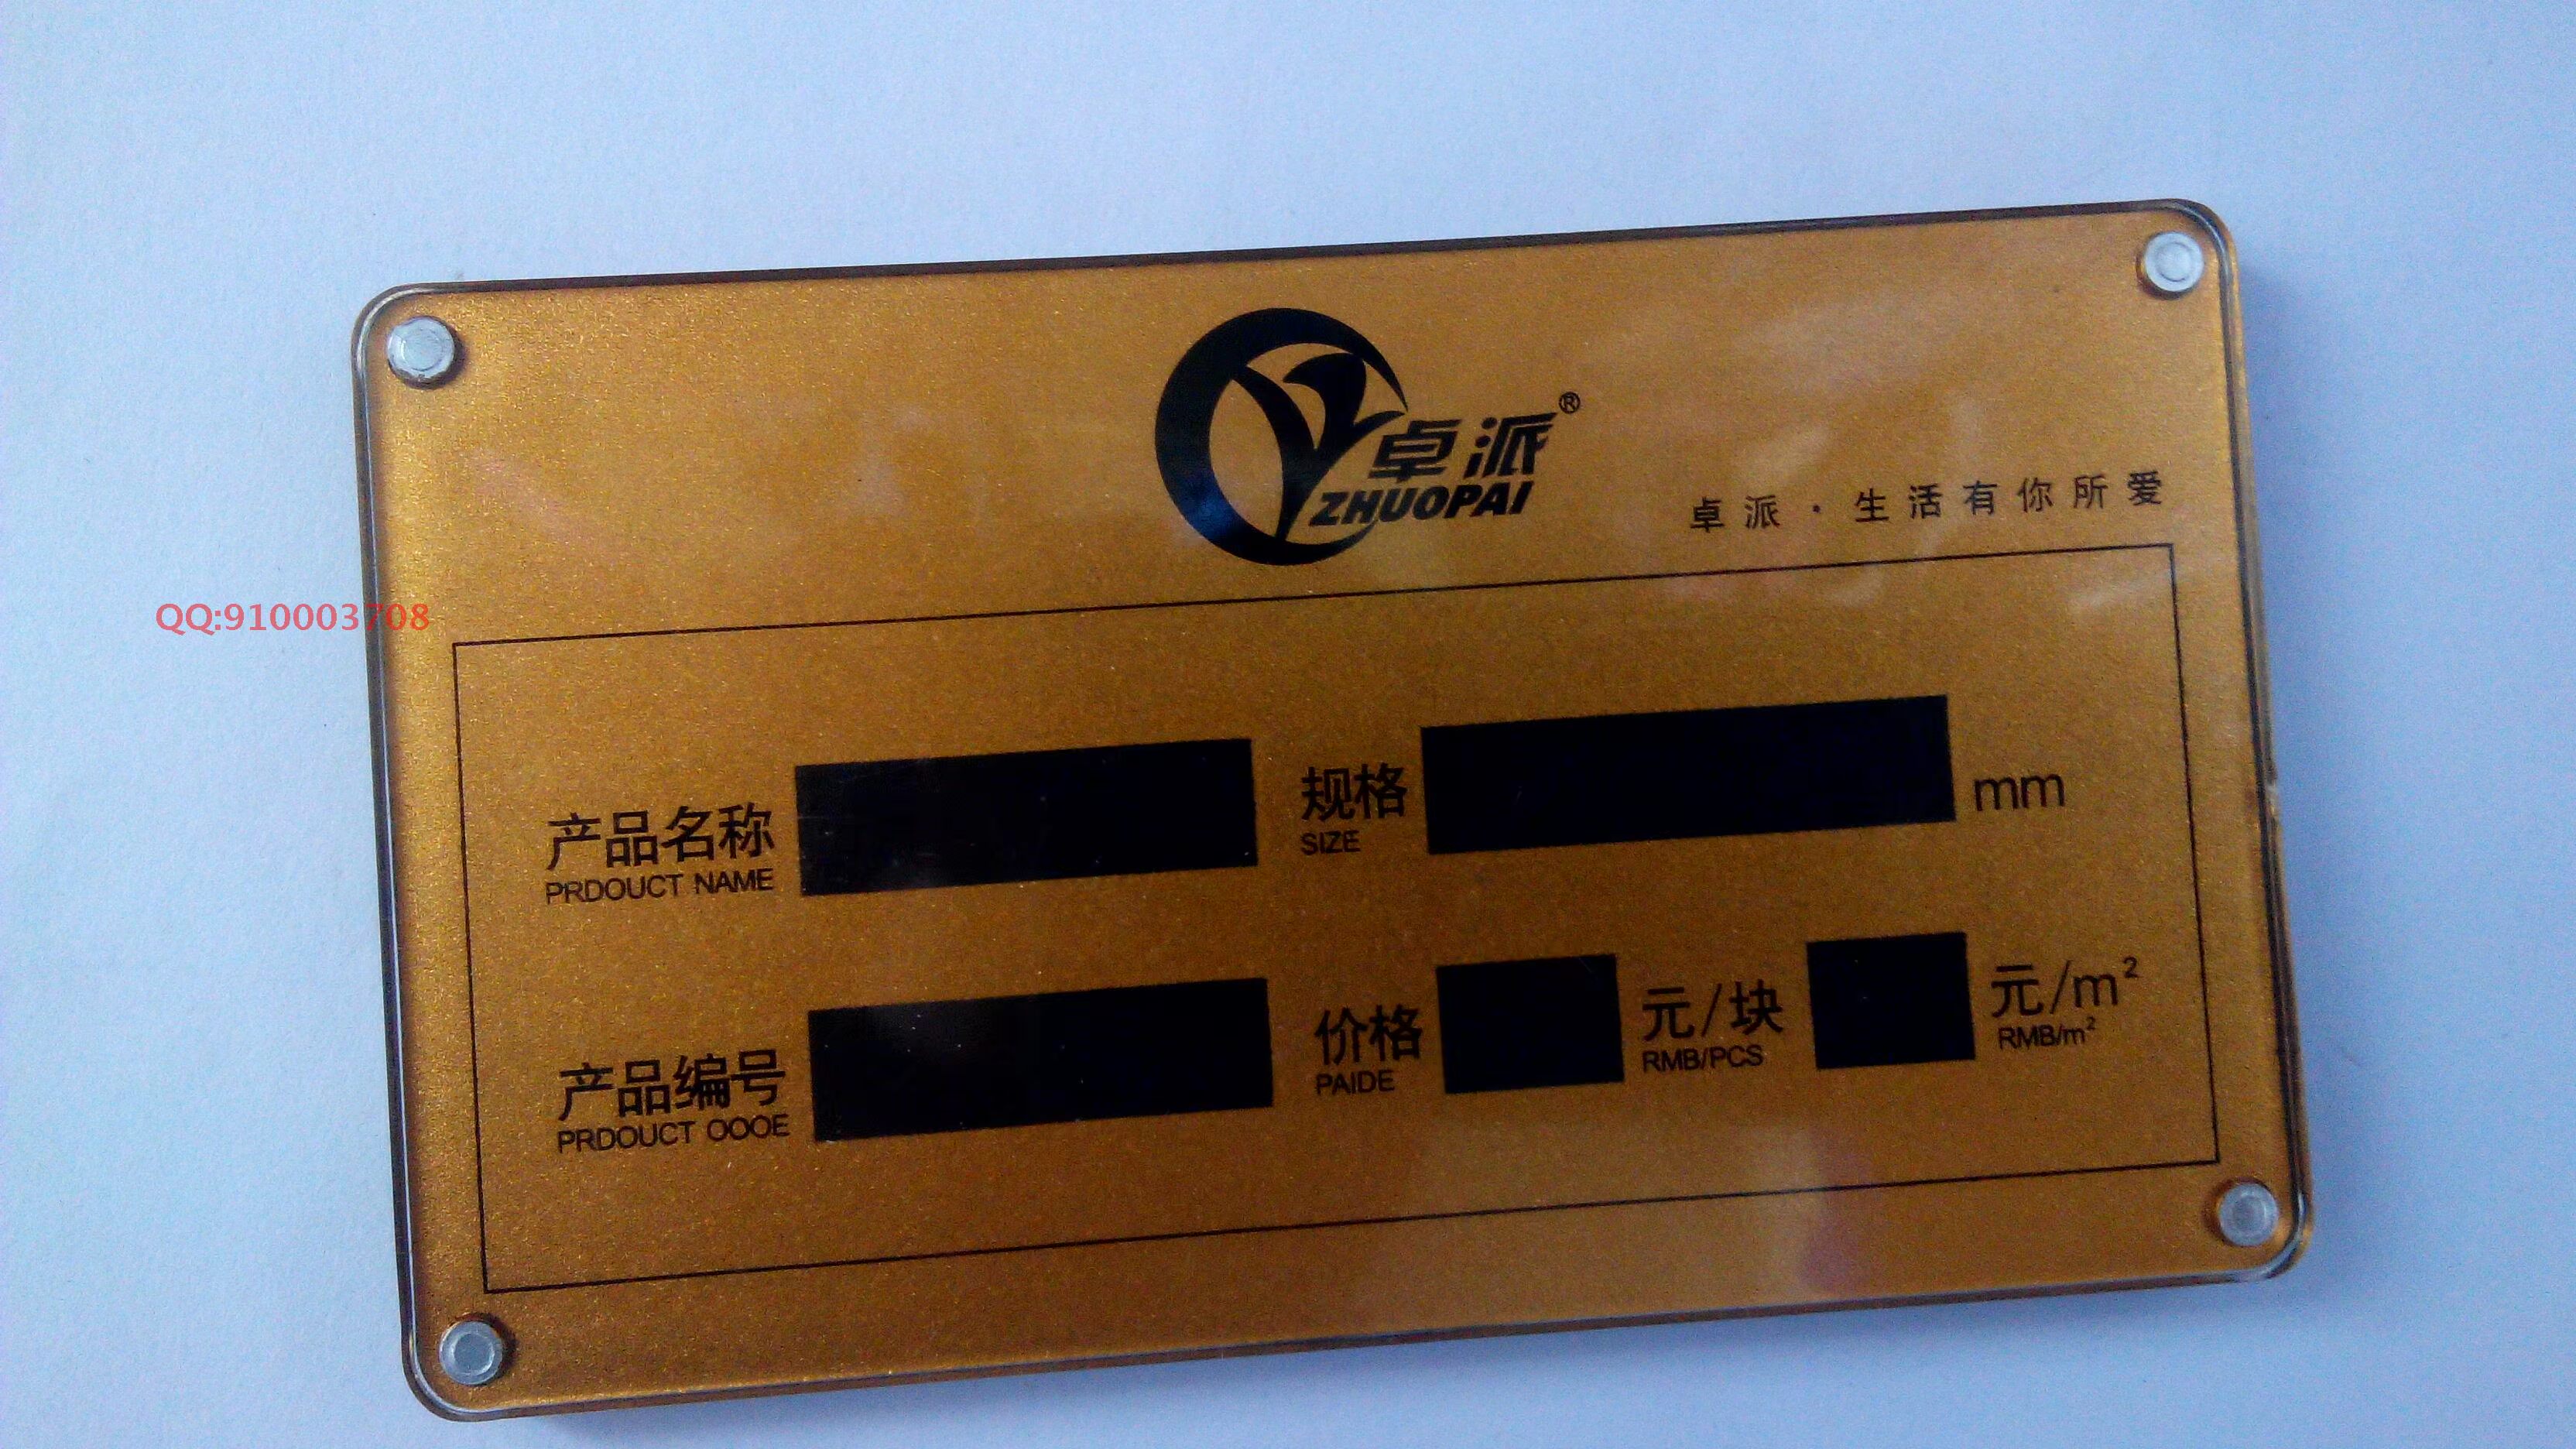 卓派®
ZHUOPAI
卓派·生活有你所爱
QQ:910003708
产品名称 规格 mm
PRDOUCT NAME SIZE
产品编号 价格 元/块 元/m²
PRDOUCT OOOE PAIDE RMB/PCS RMB/m²